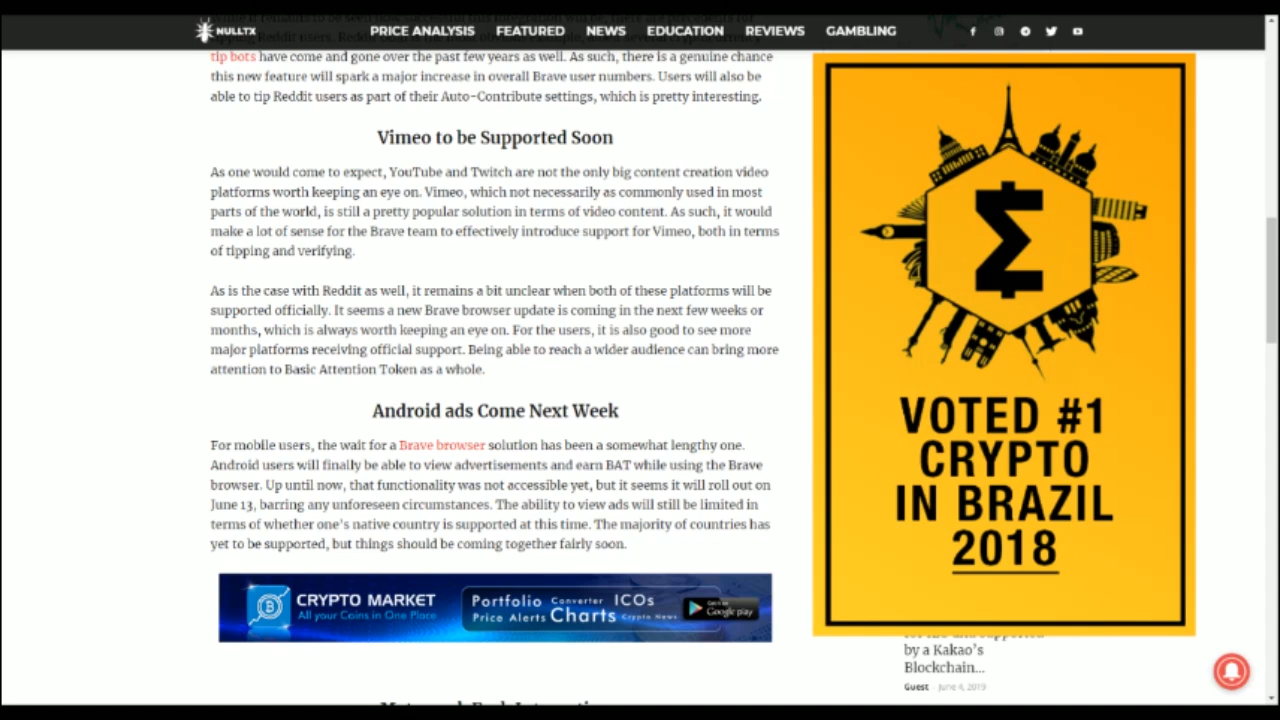 NULLTX
PRICE ANALYSIS FEATURED NEWS EDUCATION REVIEWS GAMBLING
tip bots have come and gone over the past few years as well. As such, there is a genuine chance
this new feature will spark a major increase in overall Brave user numbers. Users will also be
able to tip Reddit users as part of their Auto-Contribute settings, which is pretty interesting.
Vimeo to be Supported Soon
As one would come to expect, YouTube and Twitch are not the only big content creation video
platforms worth keeping an eye on. Vimeo, which not necessarily as commonly used in most
parts of the world, is still a pretty popular solution in terms of video content. As such, it would
make a lot of sense for the Brave team to effectively introduce support for Vimeo, both in terms
of tipping and verifying.
As is the case with Reddit as well, it remains a bit unclear when both of these platforms will be
supported officially. It seems a new Brave browser update is coming in the next few weeks or
months, which is always worth keeping an eye on. For the users, it is also good to see more
major platforms receiving official support. Being able to reach a wider audience can bring more
attention to Basic Attention Token as a whole.
Android ads Come Next Week
For mobile users, the wait for a Brave browser solution has been a somewhat lengthy one.
Android users will finally be able to view advertisements and earn BAT while using the Brave
browser. Up until now, that functionality was not accessible yet, but it seems it will roll out on
June 13, barring any unforeseen circumstances. The ability to view ads will still be limited in
terms of whether one's native country is supported at this time. The majority of countries has
yet to be supported, but things should be coming together fairly soon.
CRYPTO MARKET
All your Coins in One Place
Portfolio Converter ICOs
Price Alerts Charts Crypto News
Google play
VOTED #1
CRYPTO
IN BRAZIL
2018
by a Kakao's
Blockchain...
Guest - June 4, 2019